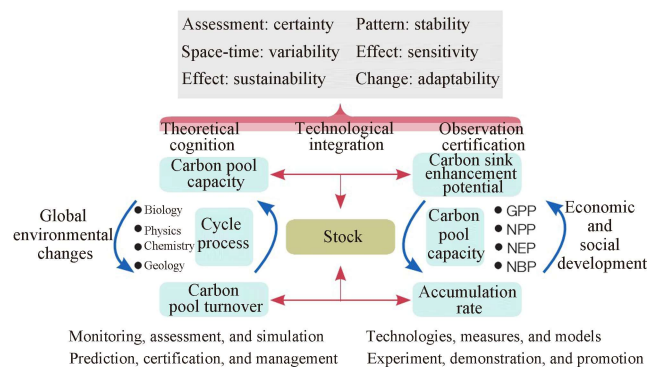 Assessment: certainty Pattern: stability
Space-time: variability Effect: sensitivity
Effect: sustainability Change: adaptability
Theoretical cognition
Technological integration
Observation certification
Carbon pool capacity
Carbon sink enhancement potential
Global environmental changes
Biology
Physics
Chemistry
Geology
Cycle process
Stock
Carbon pool capacity
GPP
NPP
NEP
NBP
Economic and social development
Carbon pool turnover
Accumulation rate
Monitoring, assessment, and simulation
Technologies, measures, and models
Prediction, certification, and management
Experiment, demonstration, and promotion